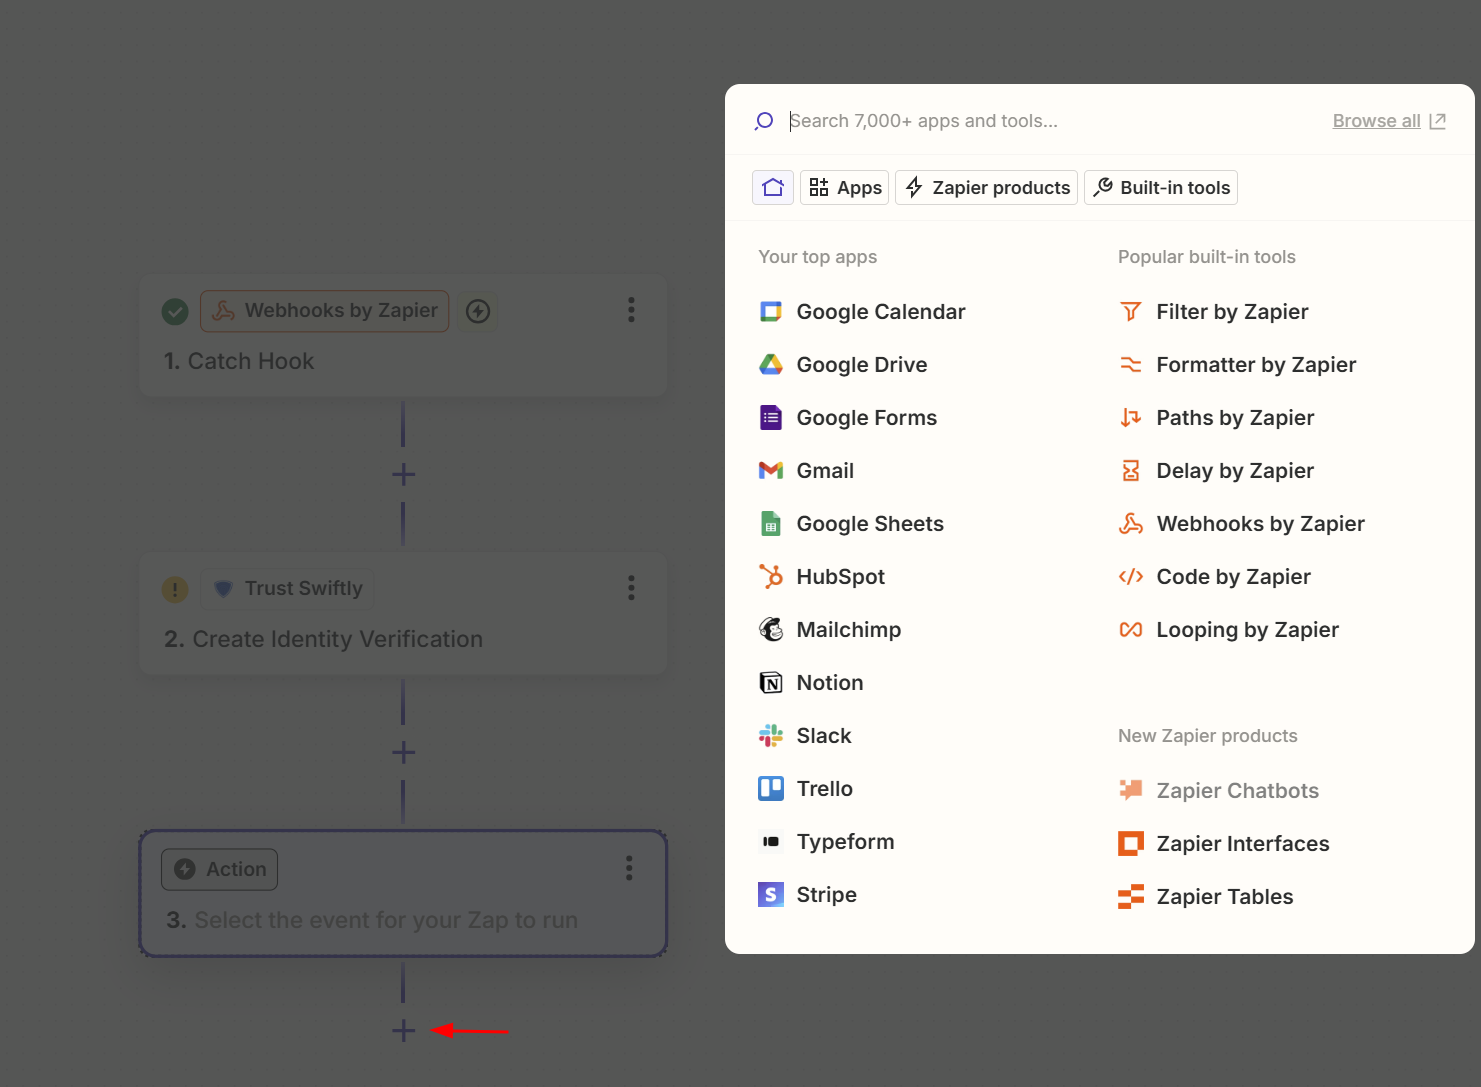 Search 7,000+ apps and tools...
Browse all
Apps
Zapier products
Built-in tools
Your top apps
Google Calendar
Google Drive
Google Forms
Gmail
Google Sheets
HubSpot
Mailchimp
Notion
Slack
Trello
Typeform
Stripe
Popular built-in tools
Filter by Zapier
Formatter by Zapier
Paths by Zapier
Delay by Zapier
Webhooks by Zapier
Code by Zapier
Looping by Zapier
New Zapier products
Zapier Chatbots
Zapier Interfaces
Zapier Tables
Webhooks by Zapier
1. Catch Hook
Trust Swiftly
2. Create Identity Verification
Action
3. Select the event for your Zap to run